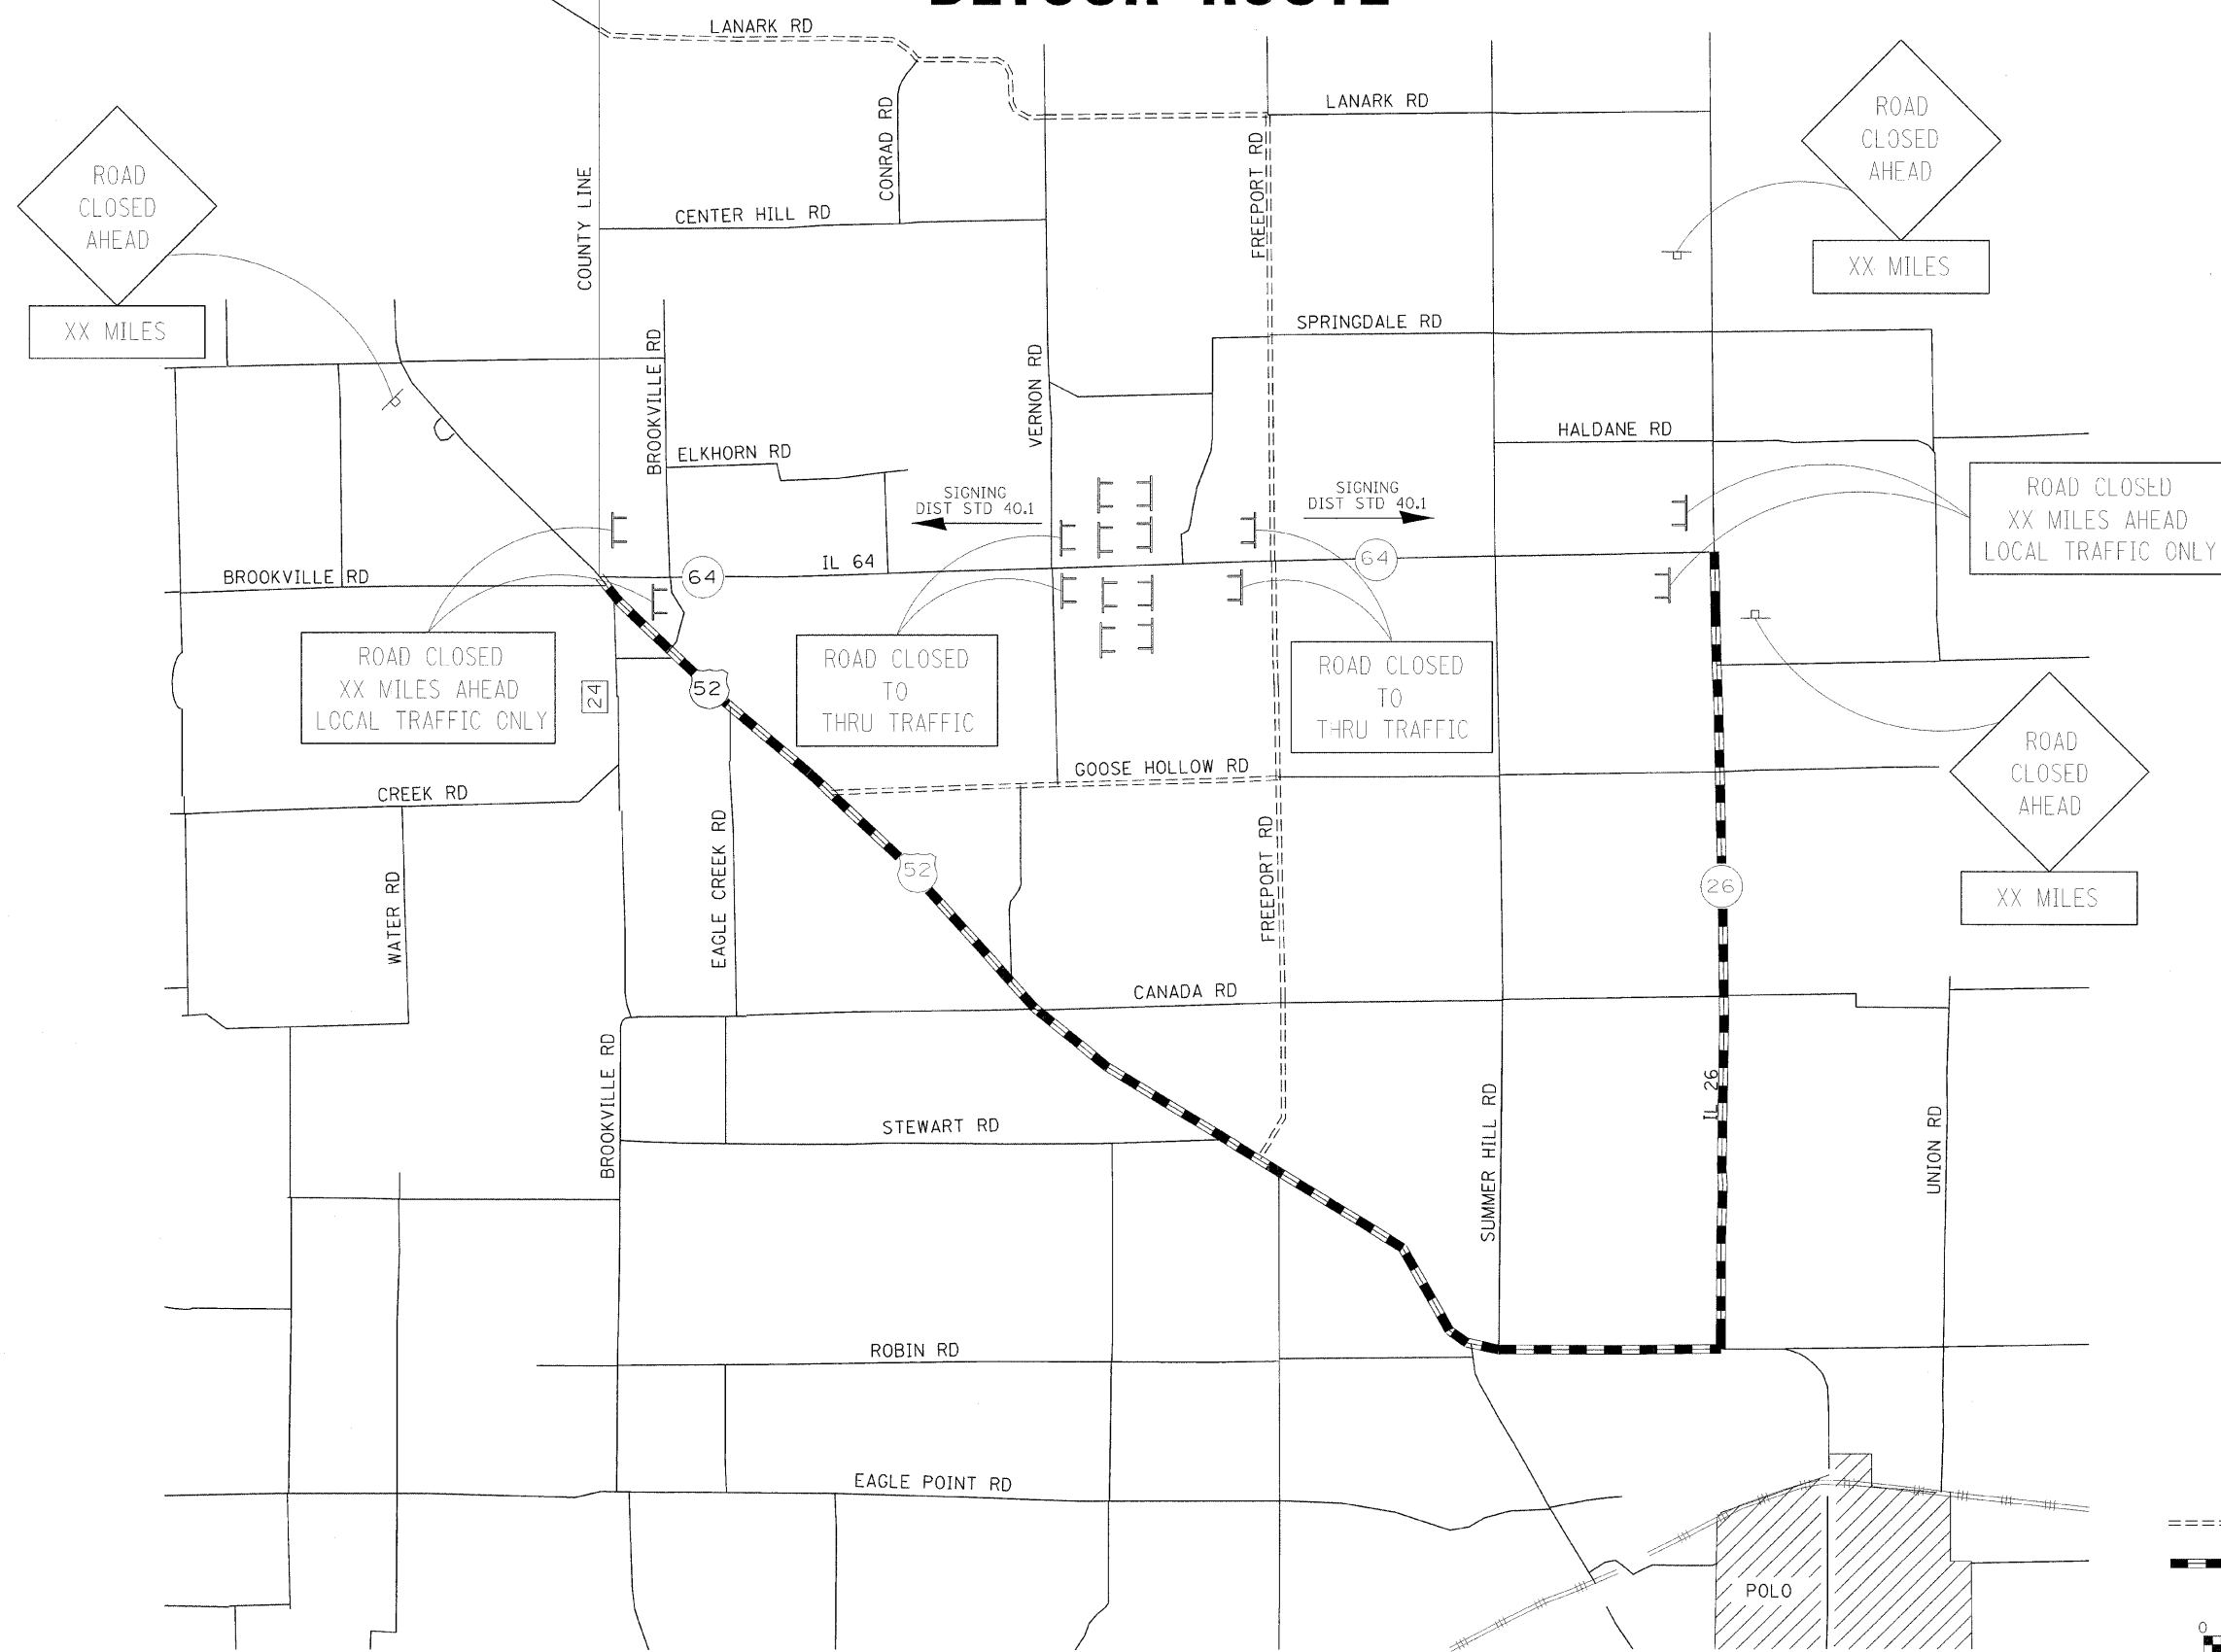 DETOUR ROUTE
LANARK RD
LANARK RD
ROAD
CLOSED
AHEAD
XX MILES
ROAD
CLOSED
AHEAD
XX MILES
COUNTY LINE
CONRAD RD
FREEPORT RD
CENTER HILL RD
SPRINGDALE RD
BROOKVILLE RD
VERNON RD
ELKHORN RD
HALDANE RD
SIGNING
DIST STD 40.1
SIGNING
DIST STD 40.1
ROAD CLOSED
XX MILES AHEAD
LOCAL TRAFFIC ONLY
BROOKVILLE RD
64
IL 64
64
ROAD CLOSED
XX MILES AHEAD
LOCAL TRAFFIC ONLY
24
52
ROAD CLOSED
TO
THRU TRAFFIC
ROAD CLOSED
TO
THRU TRAFFIC
ROAD
CLOSED
AHEAD
XX MILES
GOOSE HOLLOW RD
CREEK RD
WATER RD
EAGLE CREEK RD
52
FREEPORT RD
26
CANADA RD
BROOKVILLE RD
STEWART RD
SUMMER HILL RD
IL 26
UNION RD
ROBIN RD
EAGLE POINT RD
POLO
0